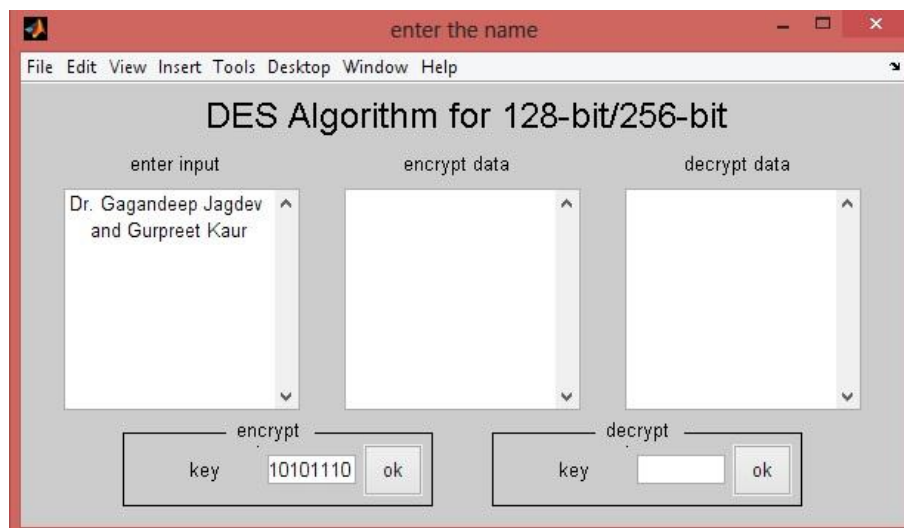 enter the name
File Edit View Insert Tools Desktop Window Help
DES Algorithm for 128-bit/256-bit
enter input
encrypt data
decrypt data
Dr. Gagandeep Jagdev
and Gurpreet Kaur
encrypt
key
10101110
ok
decrypt
key
ok